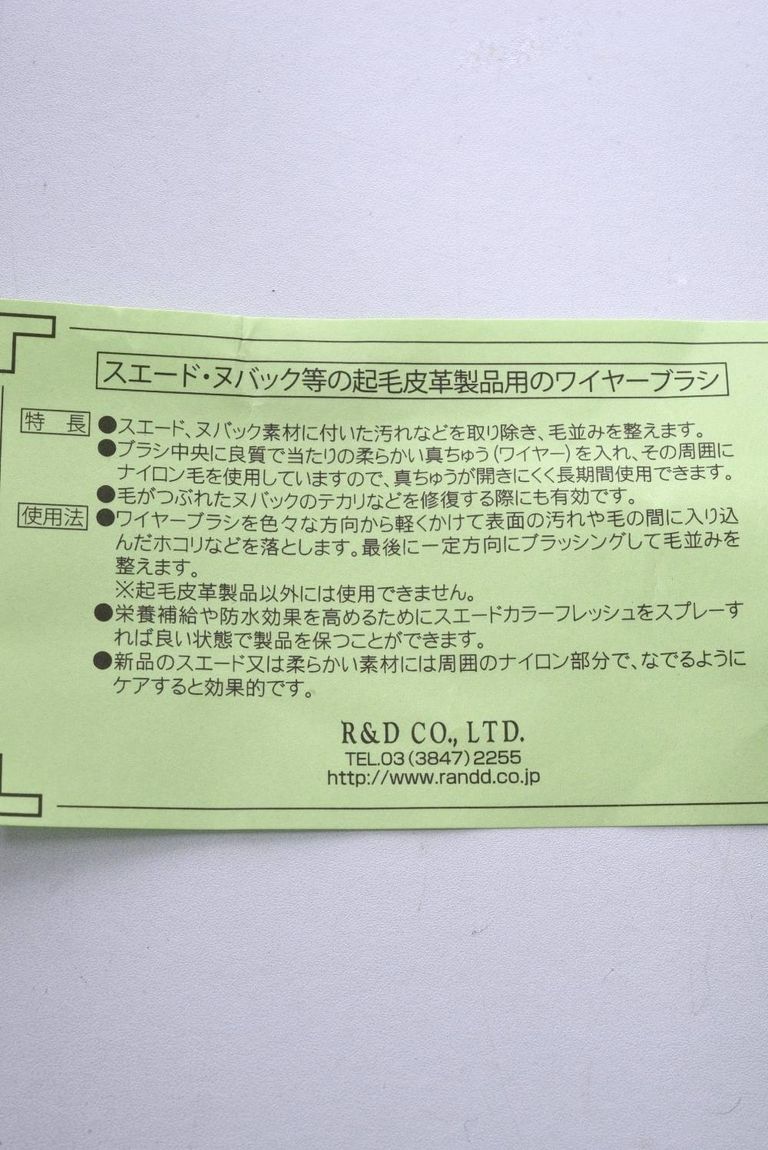 スエード・ヌバック等の起毛皮革製品用のワイヤーブラシ
特 長 ●スエード、ヌバック素材に付いた汚れなどを取り除き、毛並みを整えます。
●ブラシ中央に良質で当たりの柔らかい真ちゅう(ワイヤー)を入れ、その周囲に
ナイロン毛を使用していますので、真ちゅうが開きにくく長期間使用できます。
●毛がつぶれたヌバックのテカリなどを修復する際にも有効です。
使用法 ●ワイヤーブラシを色々な方向から軽くかけて表面の汚れや毛の間に入り込
んだホコリなどを落とします。最後に一定方向にブラッシングして毛並みを
整えます。
※起毛皮革製品以外には使用できません。
●栄養補給や防水効果を高めるためにスエードカラーフレッシュをスプレーす
れば良い状態で製品を保つことができます。
●新品のスエード又は柔らかい素材には周囲のナイロン部分で、なでるように
ケアすると効果的です。
R&D CO., LTD.
TEL.03(3847)2255
http://www.randd.co.jp